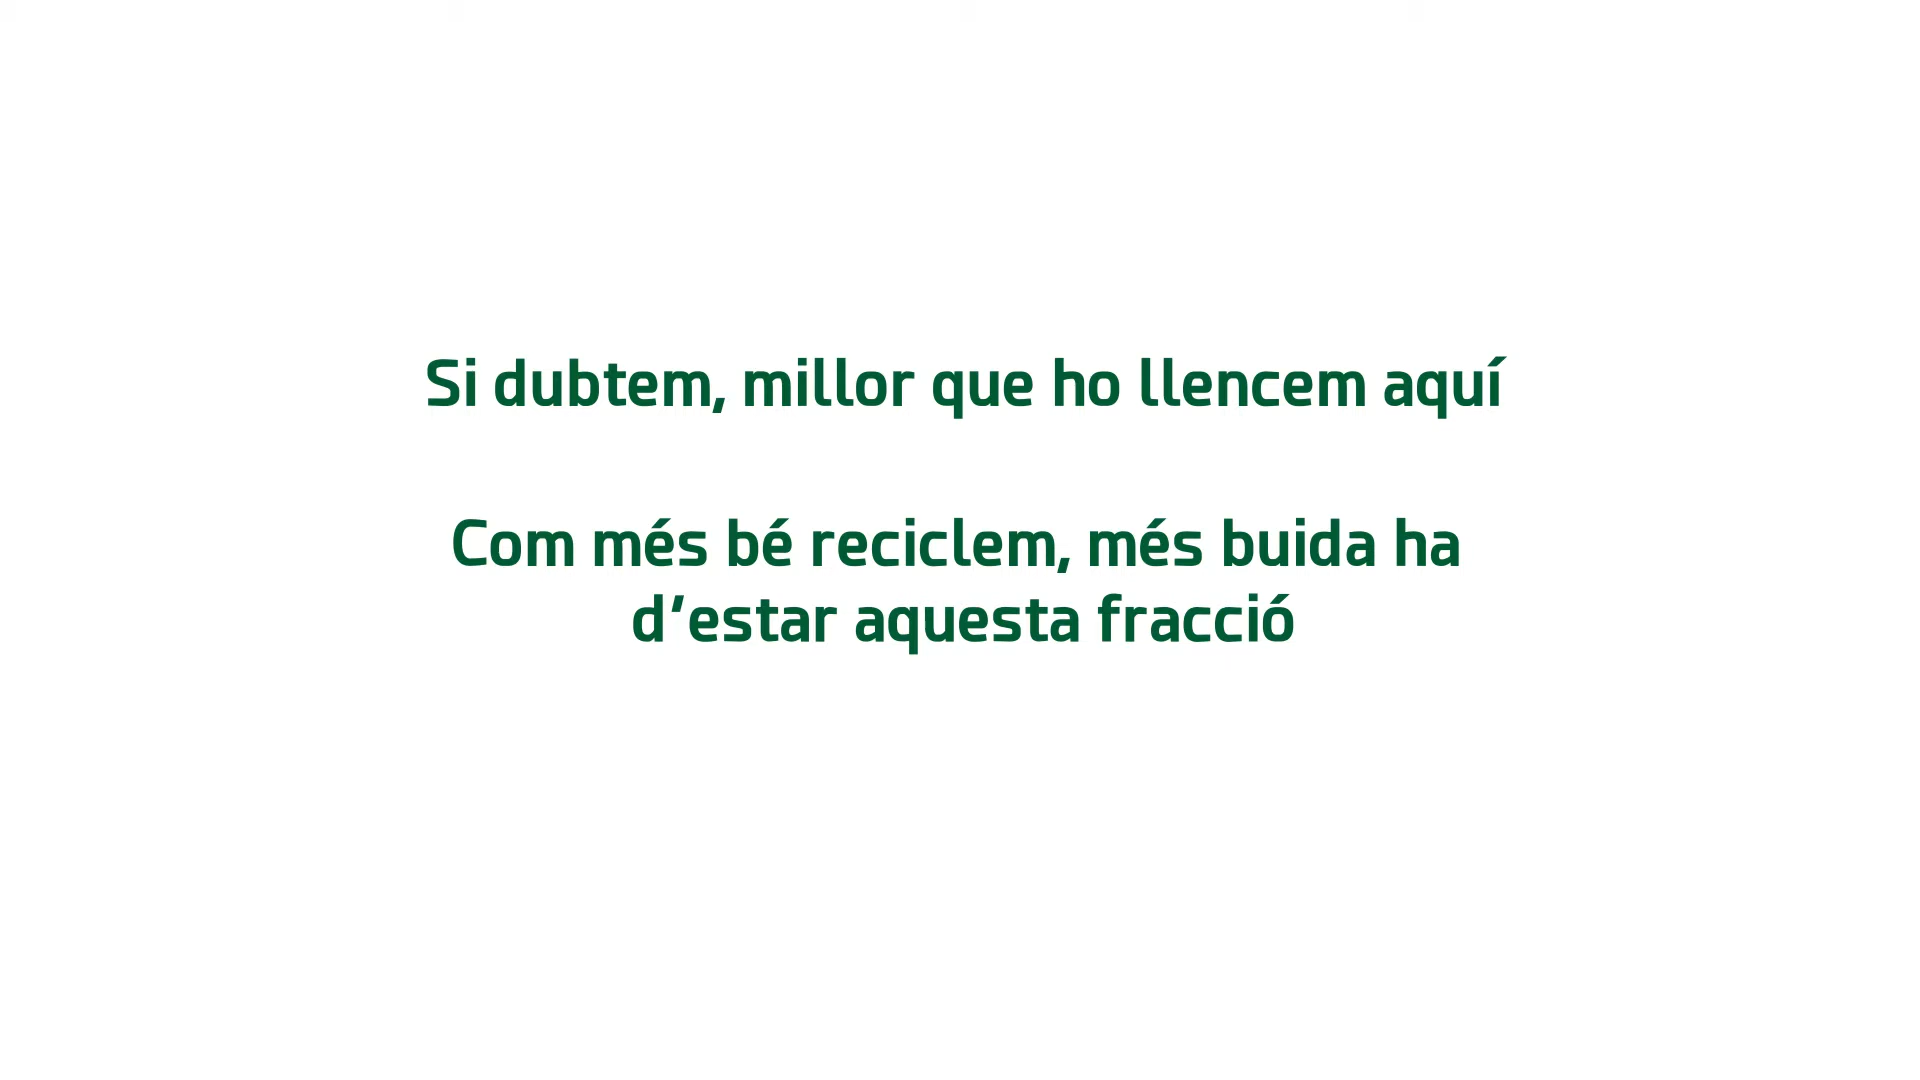 Si dubtem, millor que ho llencem aquí
Com més bé reciclem, més buida ha
d’estar aquesta fracció